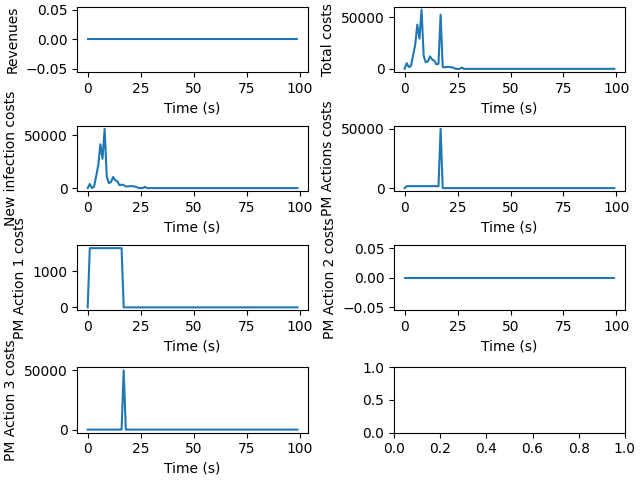 Revenues
0.05
0.00
−0.05
0 25 50 75 100
Time (s)
Total costs
50000
0
0 25 50 75 100
Time (s)
New infection costs
50000
0
0 25 50 75 100
Time (s)
PM Actions costs
50000
0
0 25 50 75 100
Time (s)
PM Action 1 costs
1000
0
0 25 50 75 100
Time (s)
PM Action 2 costs
0.05
0.00
−0.05
0 25 50 75 100
Time (s)
PM Action 3 costs
50000
0
0 25 50 75 100
Time (s)
1.0
0.5
0.0
0.0 0.2 0.4 0.6 0.8 1.0